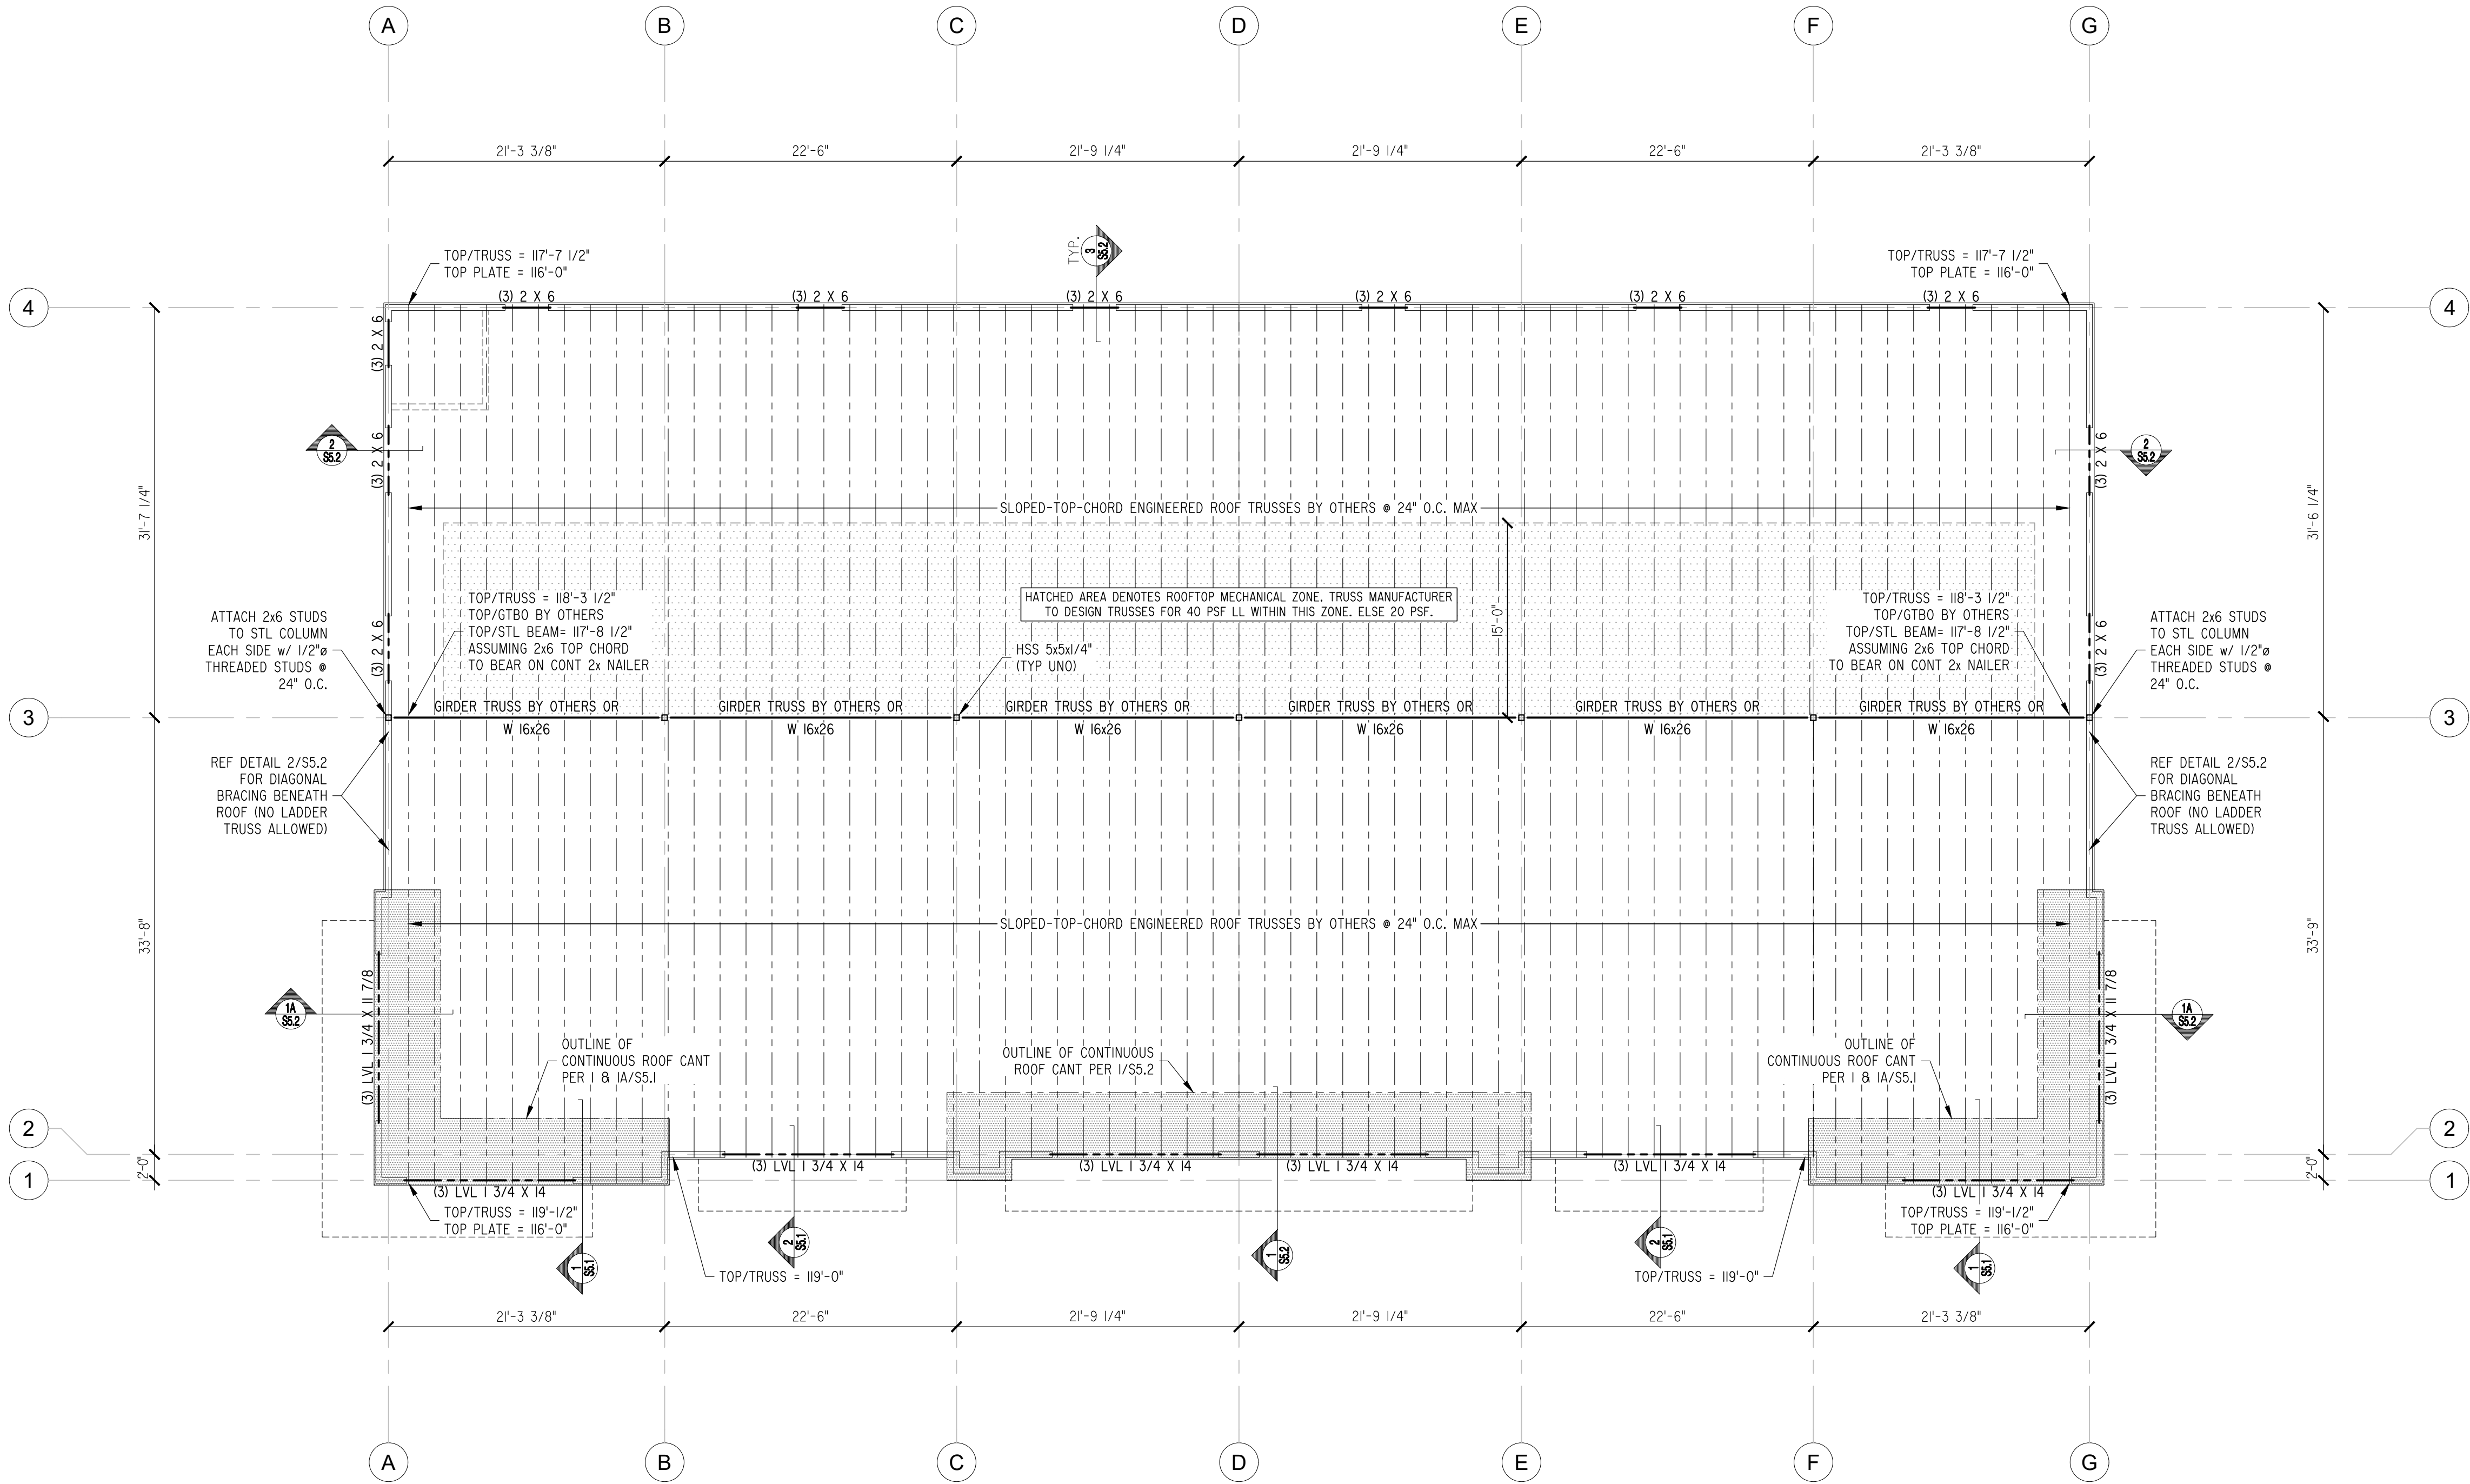 A B C D E F G
21'-3 3/8" 22'-6" 21'-9 1/4" 21'-9 1/4" 22'-6" 21'-3 3/8"
TOP/TRUSS = 117'-7 1/2"
TOP PLATE = 116'-0"
TYP.
3
S5.2
TOP/TRUSS = 117'-7 1/2"
TOP PLATE = 116'-0"
4
(3) 2 X 6 (3) 2 X 6 (3) 2 X 6 (3) 2 X 6 (3) 2 X 6 (3) 2 X 6
4
(3) 2 X 6
2
S5.2
(3) 2 X 6
(3) 2 X 6
2
S5.2
31'-7 1/4"
31'-6 1/4"
SLOPED-TOP-CHORD ENGINEERED ROOF TRUSSES BY OTHERS @ 24" O.C. MAX
ATTACH 2x6 STUDS
TO STL COLUMN
EACH SIDE w/ 1/2"ø
THREADED STUDS @
24" O.C.
(3) 2 X 6
TOP/TRUSS = 118'-3 1/2"
TOP/GTBO BY OTHERS
TOP/STL BEAM= 117'-8 1/2"
ASSUMING 2x6 TOP CHORD
TO BEAR ON CONT 2x NAILER
HATCHED AREA DENOTES ROOFTOP MECHANICAL ZONE. TRUSS MANUFACTURER
TO DESIGN TRUSSES FOR 40 PSF LL WITHIN THIS ZONE. ELSE 20 PSF.
HSS 5x5x1/4"
(TYP UNO)
15'-0"
TOP/TRUSS = 118'-3 1/2"
TOP/GTBO BY OTHERS
TOP/STL BEAM= 117'-8 1/2"
ASSUMING 2x6 TOP CHORD
TO BEAR ON CONT 2x NAILER
(3) 2 X 6
ATTACH 2x6 STUDS
TO STL COLUMN
EACH SIDE w/ 1/2"ø
THREADED STUDS @
24" O.C.
3
GIRDER TRUSS BY OTHERS OR GIRDER TRUSS BY OTHERS OR GIRDER TRUSS BY OTHERS OR GIRDER TRUSS BY OTHERS OR GIRDER TRUSS BY OTHERS OR GIRDER TRUSS BY OTHERS OR
3
W 16x26 W 16x26 W 16x26 W 16x26 W 16x26 W 16x26
REF DETAIL 2/S5.2
FOR DIAGONAL
BRACING BENEATH
ROOF (NO LADDER
TRUSS ALLOWED)
REF DETAIL 2/S5.2
FOR DIAGONAL
BRACING BENEATH
ROOF (NO LADDER
TRUSS ALLOWED)
33'-8"
33'-9"
SLOPED-TOP-CHORD ENGINEERED ROOF TRUSSES BY OTHERS @ 24" O.C. MAX
1A
S5.2
(3) LVL 1 3/4 X 11 7/8
(3) LVL 1 3/4 X 11 7/8
1A
S5.2
OUTLINE OF
CONTINUOUS ROOF CANT
PER 1 & 1A/S5.1
OUTLINE OF CONTINUOUS
ROOF CANT PER 1/S5.2
OUTLINE OF
CONTINUOUS ROOF CANT
PER 1 & 1A/S5.1
2
2
(3) LVL 1 3/4 X 14 (3) LVL 1 3/4 X 14 (3) LVL 1 3/4 X 14 (3) LVL 1 3/4 X 14
2'-0"
2'-0"
1
1
(3) LVL 1 3/4 X 14
(3) LVL 1 3/4 X 14
TOP/TRUSS = 119'-1/2"
TOP PLATE = 116'-0"
TOP/TRUSS = 119'-1/2"
TOP PLATE = 116'-0"
1
S5.1
2
S5.1
1
S5.2
2
S5.1
1
S5.1
TOP/TRUSS = 119'-0"
TOP/TRUSS = 119'-0"
21'-3 3/8" 22'-6" 21'-9 1/4" 21'-9 1/4" 22'-6" 21'-3 3/8"
A B C D E F G